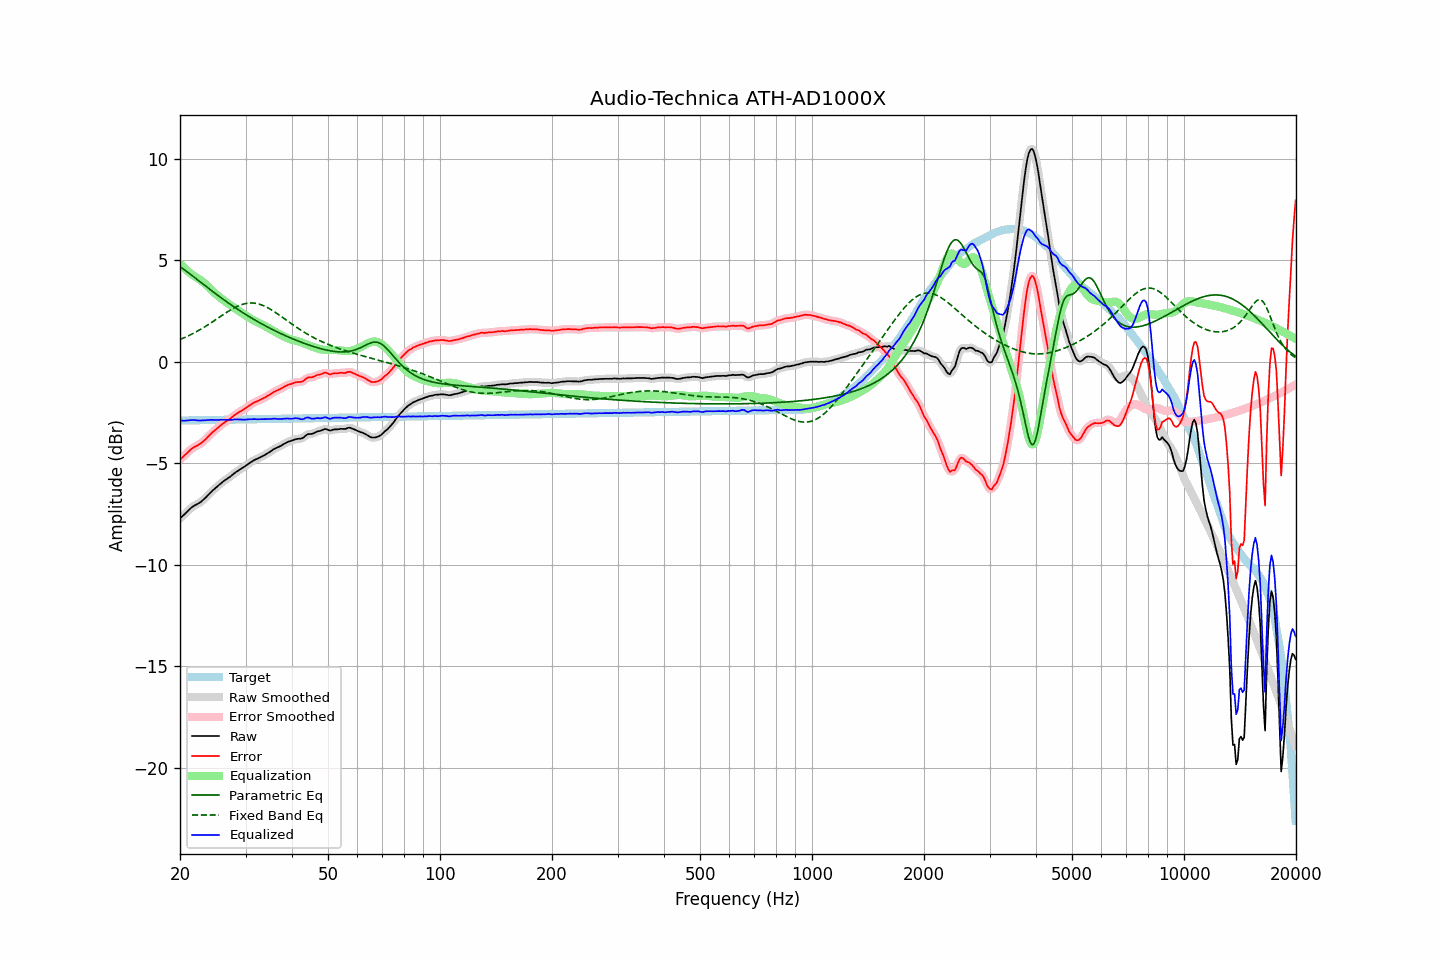 Audio-Technica ATH-AD1000X
10
5
0
−5
−10
−15
−20
Amplitude (dBr)
Target
Raw Smoothed
Error Smoothed
Raw
Error
Equalization
Parametric Eq
Fixed Band Eq
Equalized
20 50 100 200 500 1000 2000 5000 10000 20000
Frequency (Hz)